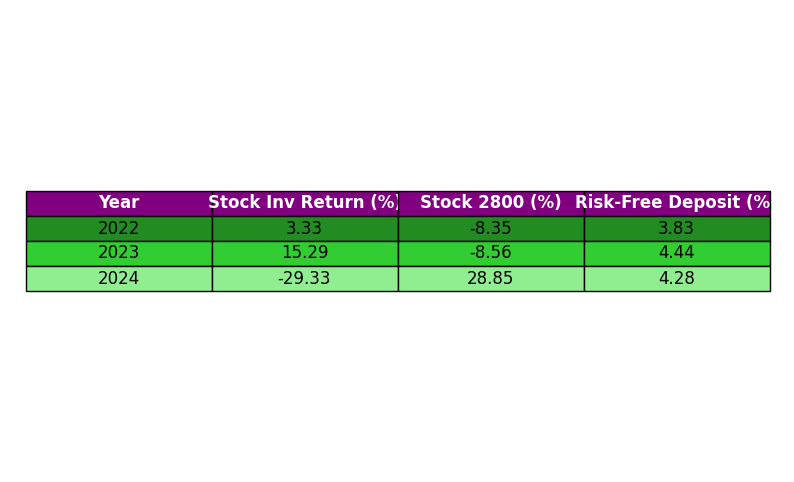 Year Stock Inv Return (%) Stock 2800 (%) Risk-Free Deposit (%
2022 3.33 -8.35 3.83
2023 15.29 -8.56 4.44
2024 -29.33 28.85 4.28